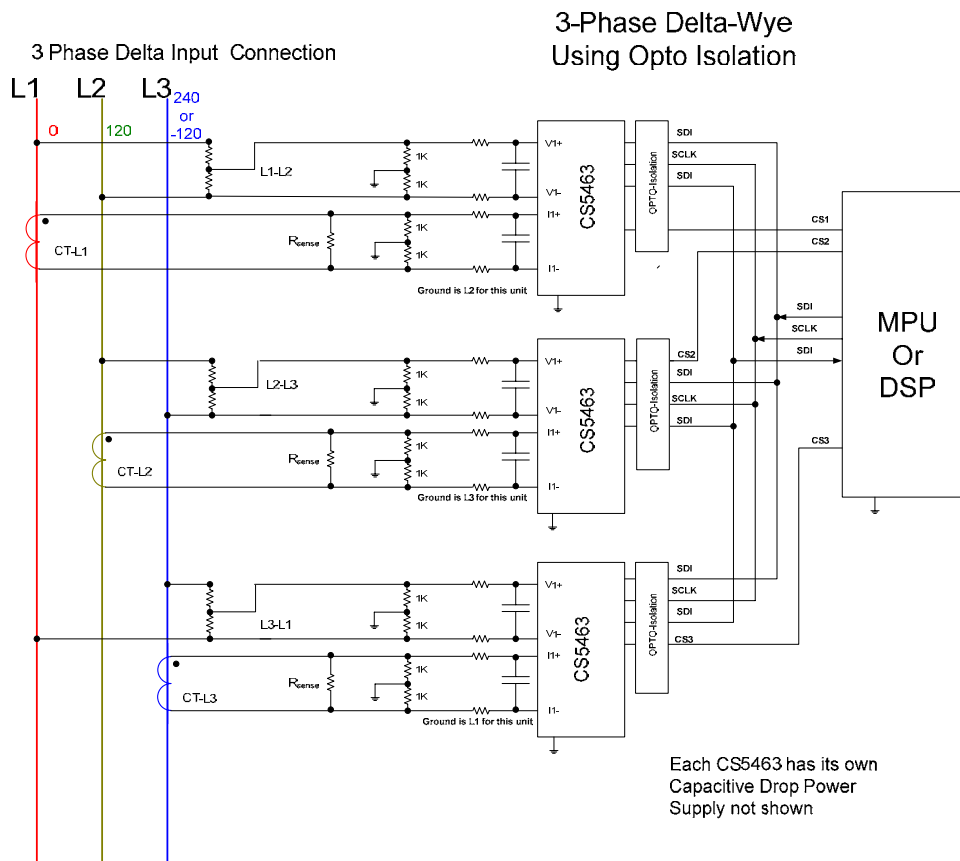 3-Phase Delta-Wye
Using Opto Isolation
3 Phase Delta Input Connection
L1
L2
L3
0
120
240
or
-120
L1-L2
1K
1K
V1+
V1-
I1+
I1-
CS5463
OPTO-Isolation
SDI
SCLK
SDI
CS1
CS2
CT-L1
Rsense
1K
1K
Ground is L2 for this unit
SDI
SCLK
SDI
MPU
Or
DSP
L2-L3
1K
1K
V1+
V1-
I1+
I1-
CS5463
OPTO-Isolation
CS2
SDI
SCLK
SDI
CT-L2
Rsense
1K
1K
Ground is L3 for this unit
CS3
L3-L1
1K
1K
V1+
V1-
I1+
I1-
CS5463
OPTO-Isolation
SDI
SCLK
SDI
CS3
CT-L3
Rsense
1K
1K
Ground is L1 for this unit
Each CS5463 has its own
Capacitive Drop Power
Supply not shown